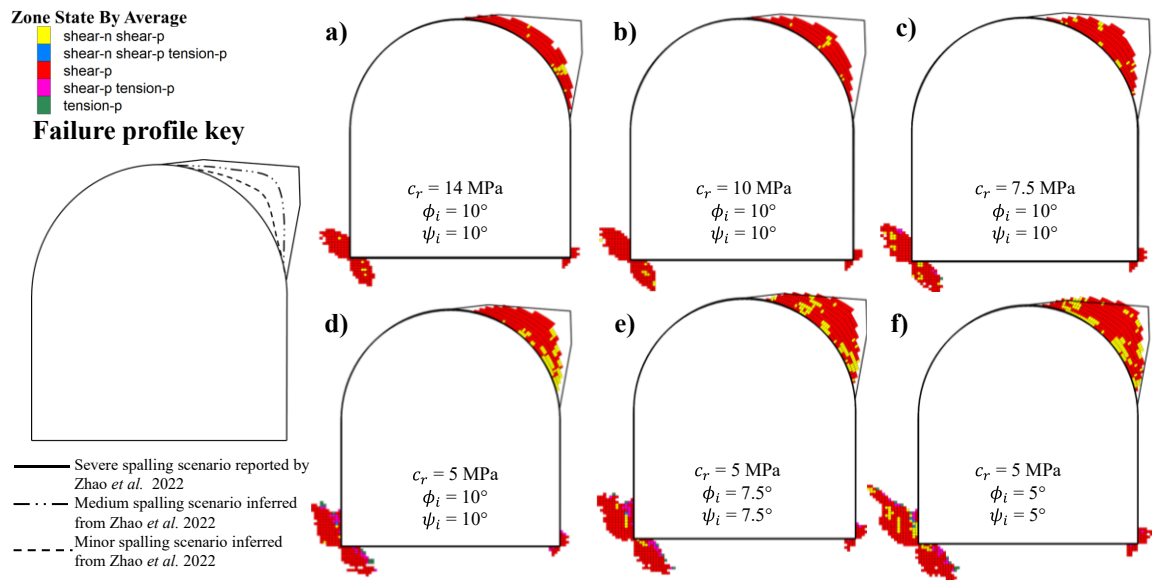 Zone State By Average
shear-n shear-p
shear-n shear-p tension-p
shear-p
shear-p tension-p
tension-p
Failure profile key
Severe spalling scenario reported by
Zhao et al. 2022
Medium spalling scenario inferred
from Zhao et al. 2022
Minor spalling scenario inferred
from Zhao et al. 2022
a)
c_r = 14 MPa
ϕ_i = 10°
ψ_i = 10°
b)
c_r = 10 MPa
ϕ_i = 10°
ψ_i = 10°
c)
c_r = 7.5 MPa
ϕ_i = 10°
ψ_i = 10°
d)
c_r = 5 MPa
ϕ_i = 10°
ψ_i = 10°
e)
c_r = 5 MPa
ϕ_i = 7.5°
ψ_i = 7.5°
f)
c_r = 5 MPa
ϕ_i = 5°
ψ_i = 5°